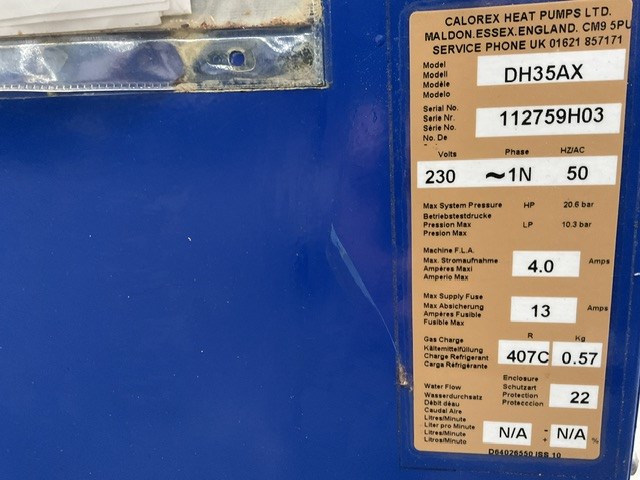 CALOREX HEAT PUMPS LTD.
MALDON.ESSEX.ENGLAND. CM9 5PU
SERVICE PHONE UK 01621 857171
Model
Modell
Modèle
Modelo
DH35AX
Serial No.
Serie Nr.
Série No.
No. De
112759H03
Volts Phase HZ/AC
230 ~1N 50
Max System Pressure HP 20.6 bar
Betriebstestdrucke
Pression Max LP 10.3 bar
Presion Max
Machine F.L.A.
Max. Stromaufnahme
Ampères Maxi
Amperio Max
4.0 Amps
Max Supply Fuse
Max Absicherung
Ampères Fusible
Fusible Max
13 Amps
Gas Charge R Kg
Kältemittelfüllung
Charge Refrigerant
Carga Réfrigérante
407C 0.57
Enclosure
Schutzart
Protection
Proteccion
22
Water Flow
Wasserdurchsatz
Débit déau
Caudal Aire
Litres/Minute
Liter pro Minute
Litres/Minute
Litros/Minuto
N/A - + N/A %
D64026550 ISS 10